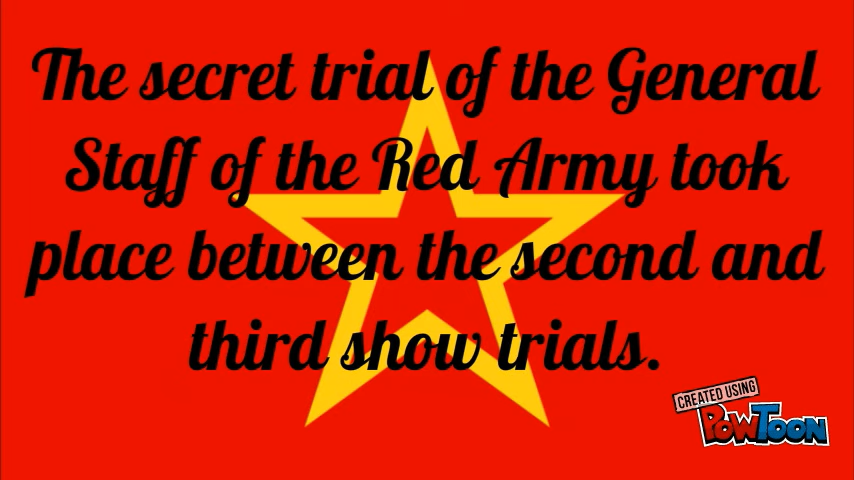 The secret trial of the General
Staff of the Red Army took
place between the second and
third show trials.
CREATED USING
POWTOON